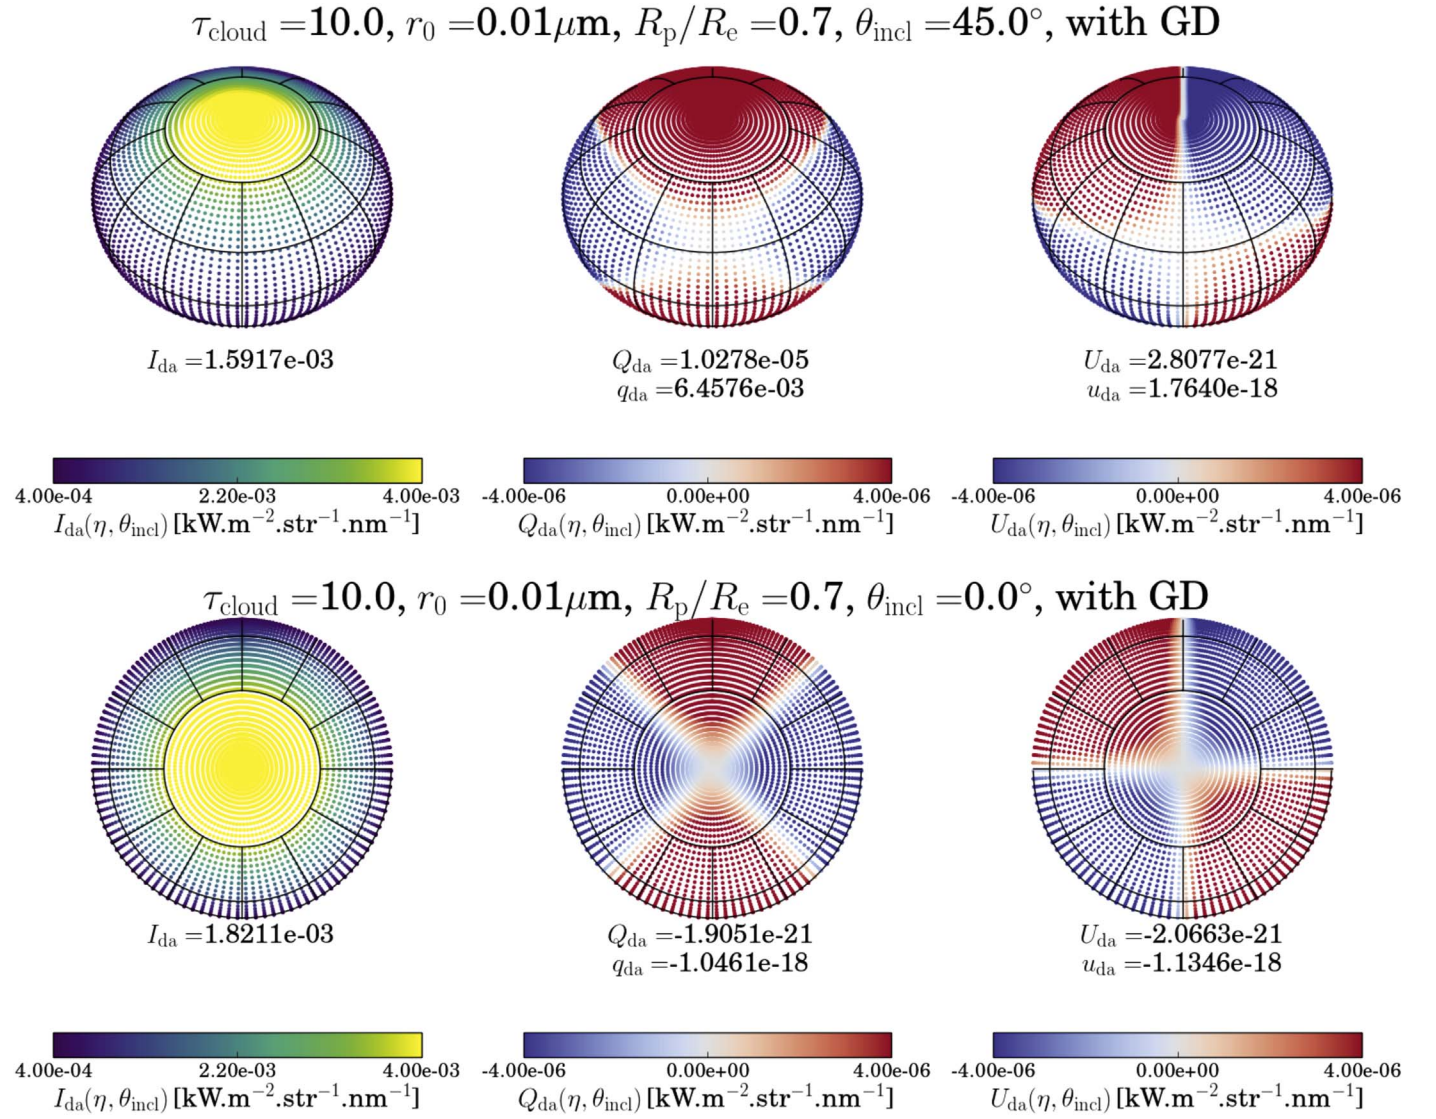 τcloud =10.0, r0 =0.01μm, Rp/Re =0.7, θincl =45.0°, with GD
Ida =1.5917e-03
Qda =1.0278e-05
qda =6.4576e-03
Uda =2.8077e-21
uda =1.7640e-18
4.00e-04 2.20e-03 4.00e-03
Ida(η, θincl) [kW.m−2.str−1.nm−1]
-4.00e-06 0.00e+00 4.00e-06
Qda(η, θincl) [kW.m−2.str−1.nm−1]
-4.00e-06 0.00e+00 4.00e-06
Uda(η, θincl) [kW.m−2.str−1.nm−1]
τcloud =10.0, r0 =0.01μm, Rp/Re =0.7, θincl =0.0°, with GD
Ida =1.8211e-03
Qda =-1.9051e-21
qda =-1.0461e-18
Uda =-2.0663e-21
uda =-1.1346e-18
4.00e-04 2.20e-03 4.00e-03
Ida(η, θincl) [kW.m−2.str−1.nm−1]
-4.00e-06 0.00e+00 4.00e-06
Qda(η, θincl) [kW.m−2.str−1.nm−1]
-4.00e-06 0.00e+00 4.00e-06
Uda(η, θincl) [kW.m−2.str−1.nm−1]